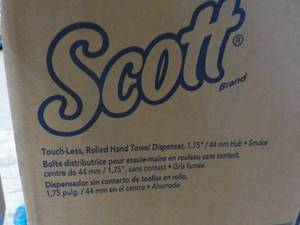 Scott®
Brand
Touch-Less, Rolled Hand Towel Dispenser, 1.75" / 44 mm Hub • Smoke
Boîte distributrice pour essuie-mains en rouleau sans contact,
centre de 44 mm / 1,75", sans contact • Gris fumée
Dispensador sin contacto de toallas en rollo,
1,75 pulg. / 44 mm en el centro • Ahumado